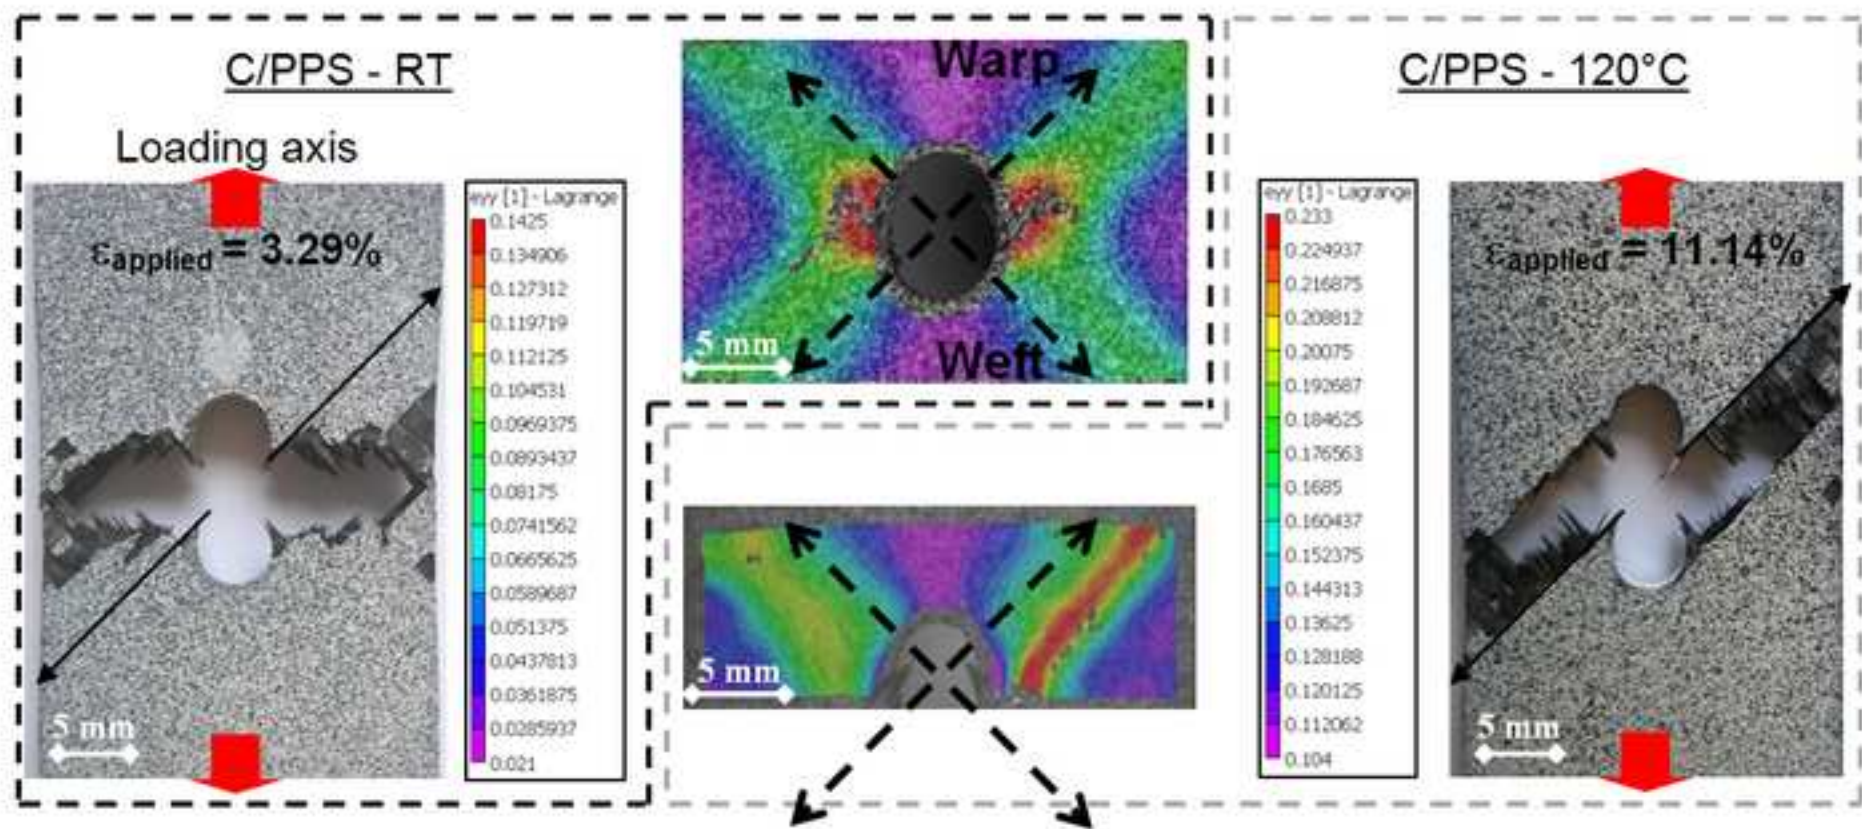 C/PPS - RT
Loading axis
εapplied = 3.29%
5 mm
eyy [1] - Lagrange
0.1425
0.134906
0.127312
0.119719
0.112125
0.104531
0.0969375
0.0893437
0.08175
0.0741562
0.0665625
0.0589687
0.051375
0.0437813
0.0361875
0.0285937
0.021
Warp
5 mm
Weft
5 mm
C/PPS - 120°C
eyy [1] - Lagrange
0.233
0.224937
0.216875
0.208812
0.20075
0.192687
0.184625
0.176563
0.1685
0.160437
0.152375
0.144313
0.13625
0.128188
0.120125
0.112062
0.104
εapplied = 11.14%
5 mm